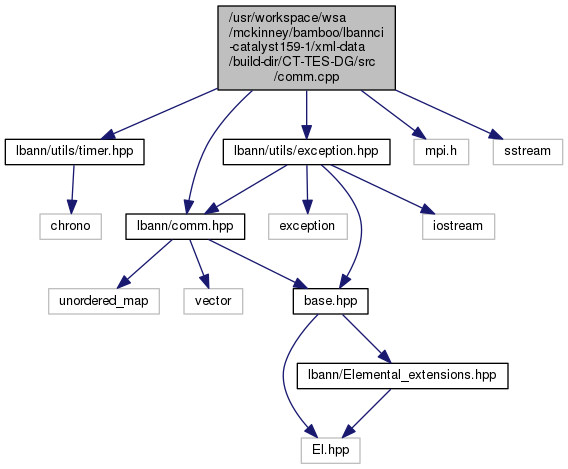 /usr/workspace/wsa
/mckinney/bamboo/lbannci
-catalyst159-1/xml-data
/build-dir/CT-TES-DG/src
/comm.cpp
lbann/utils/timer.hpp
lbann/utils/exception.hpp
mpi.h
sstream
chrono
lbann/comm.hpp
exception
iostream
unordered_map
vector
base.hpp
lbann/Elemental_extensions.hpp
El.hpp